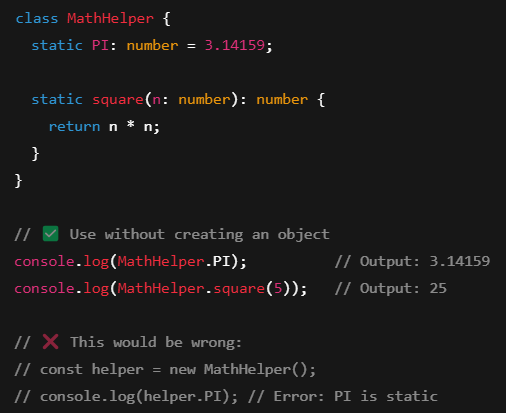 class MathHelper {
  static PI: number = 3.14159;

  static square(n: number): number {
    return n * n;
  }
}

// ✅ Use without creating an object
console.log(MathHelper.PI);          // Output: 3.14159
console.log(MathHelper.square(5));   // Output: 25

// ❌ This would be wrong:
// const helper = new MathHelper();
// console.log(helper.PI); // Error: PI is static